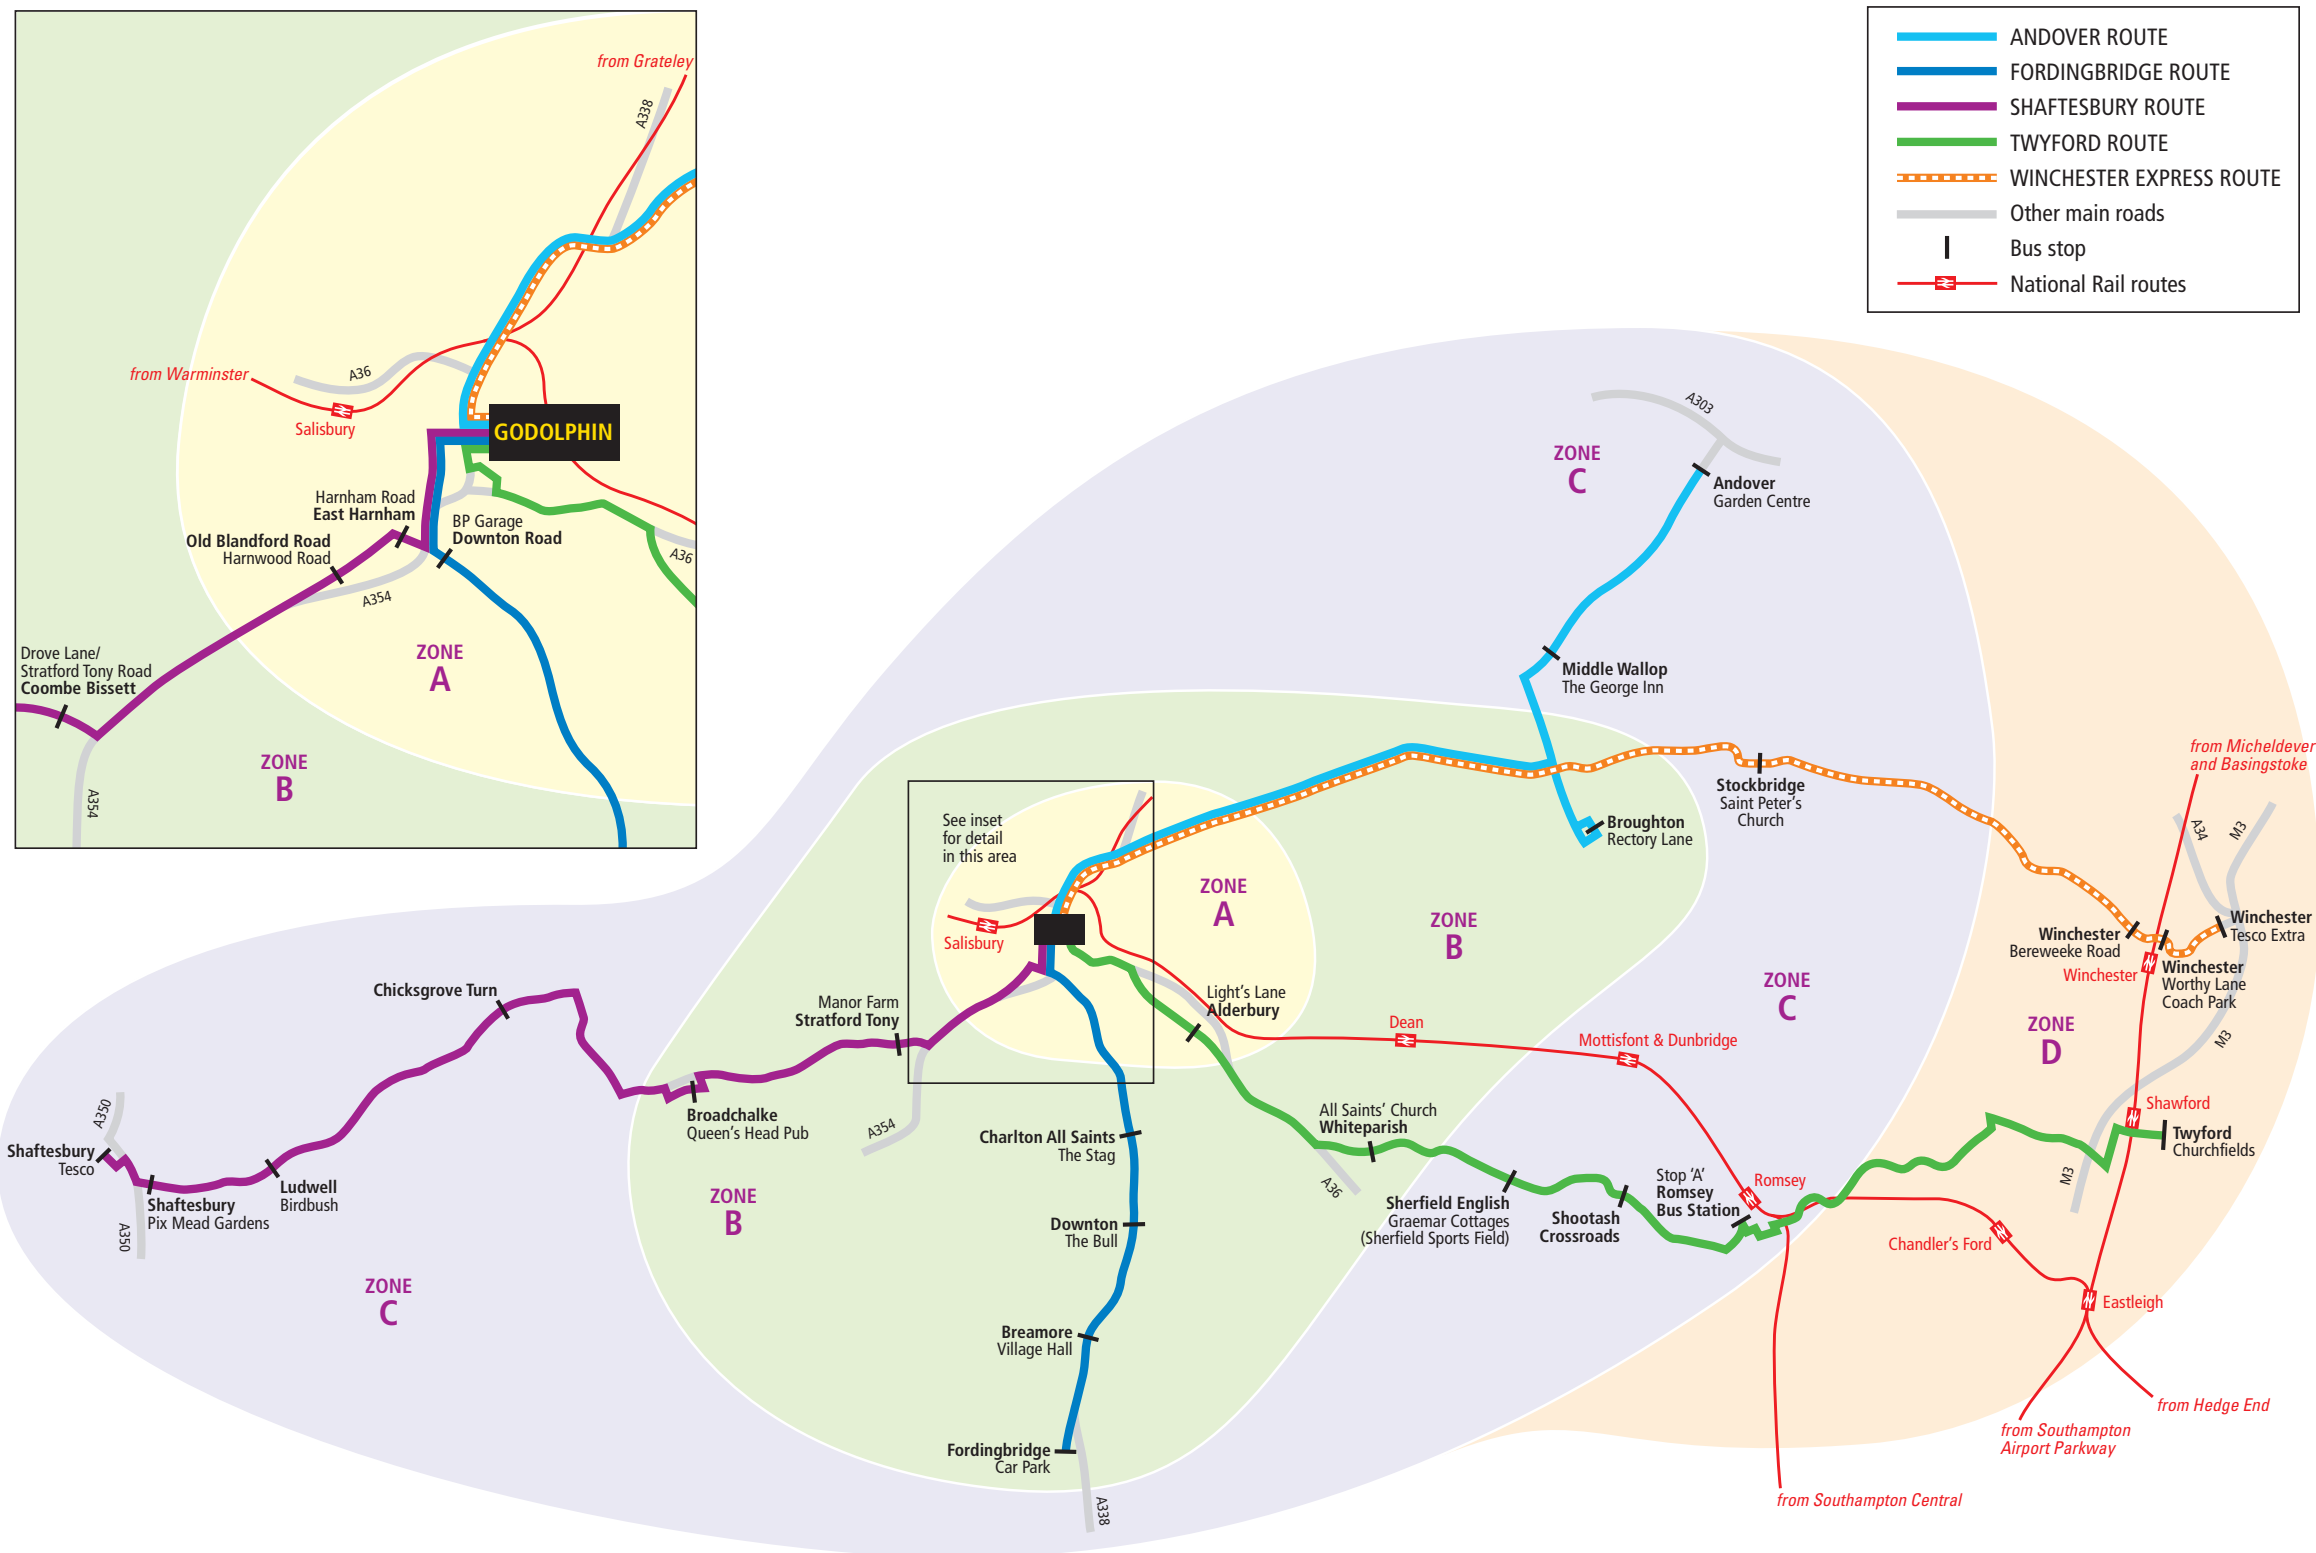 from Grateley
A338
from Warminster
A36
Salisbury
GODOLPHIN
Harnham Road
East Harnham
BP Garage
Downton Road
Old Blandford Road
Harnwood Road
A36
A354
Drove Lane/
Stratford Tony Road
Coombe Bissett
ZONE
A
ZONE
B
A354
ANDOVER ROUTE
FORDINGBRIDGE ROUTE
SHAFTESBURY ROUTE
TWYFORD ROUTE
WINCHESTER EXPRESS ROUTE
Other main roads
Bus stop
National Rail routes
A303
ZONE
C
Andover
Garden Centre
Middle Wallop
The George Inn
from Micheldever
and Basingstoke
Stockbridge
Saint Peter's
Church
See inset
for detail
in this area
Broughton
Rectory Lane
A34
M3
ZONE
A
ZONE
B
Salisbury
Winchester
Tesco Extra
Winchester
Bereweeke Road
Winchester
Winchester
Worthy Lane
Coach Park
ZONE
C
Chicksgrove Turn
Manor Farm
Stratford Tony
Light's Lane
Alderbury
Dean
Mottisfont & Dunbridge
ZONE
D
M3
A350
Broadchalke
Queen's Head Pub
A354
Charlton All Saints
The Stag
All Saints' Church
Whiteparish
Shawford
Twyford
Churchfields
Shaftesbury
Tesco
Shaftesbury
Pix Mead Gardens
Ludwell
Birdbush
A350
ZONE
B
Downton
The Bull
A36
Sherfield English
Graemar Cottages
(Sherfield Sports Field)
Shootash
Crossroads
Stop ‘A’
Romsey
Bus Station
Romsey
M3
Chandler's Ford
ZONE
C
Eastleigh
Breamore
Village Hall
from Hedge End
from Southampton
Airport Parkway
Fordingbridge
Car Park
A338
from Southampton Central